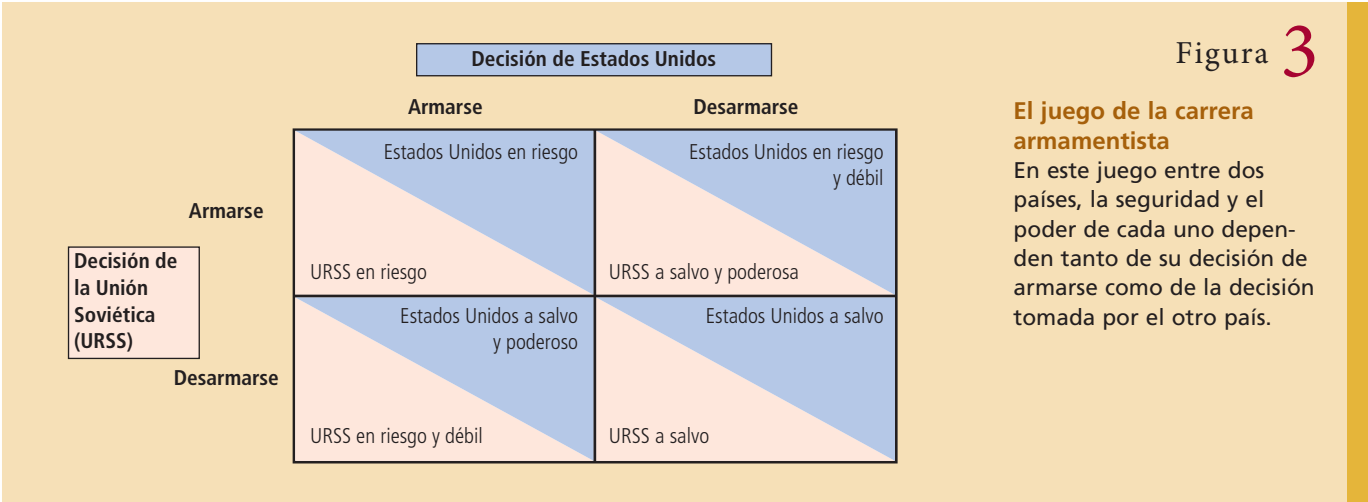 Decisión de Estados Unidos
Armarse
Desarmarse
Decisión de
la Unión
Soviética
(URSS)
Armarse
Estados Unidos en riesgo
URSS en riesgo
Estados Unidos en riesgo
y débil
URSS a salvo y poderosa
Desarmarse
Estados Unidos a salvo
y poderoso
URSS en riesgo y débil
Estados Unidos a salvo
URSS a salvo
Figura 3
El juego de la carrera
armamentista
En este juego entre dos
países, la seguridad y el
poder de cada uno depen-
den tanto de su decisión de
armarse como de la decisión
tomada por el otro país.